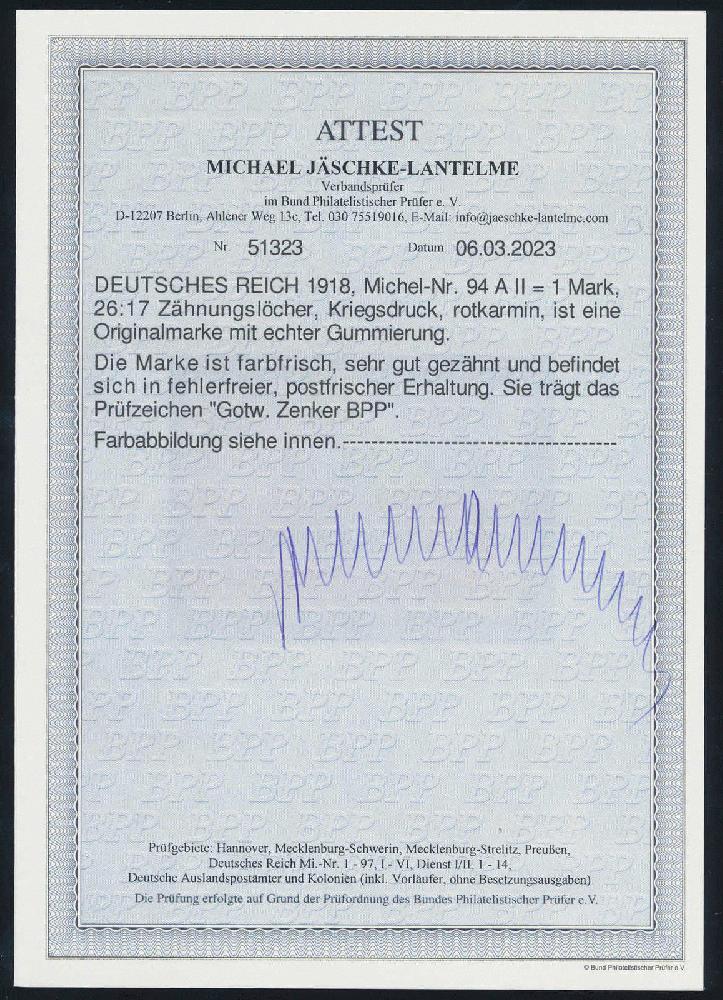 ATTEST
MICHAEL JÄSCHKE-LANTELME
Verbandsprüfer
im Bund Philatelistischer Prüfer e. V.
D-12207 Berlin, Ahlener Weg 13c, Tel. 030 75519016, E-Mail: info@jaeschke-lantelme.com
Nr 51323 Datum 06.03.2023
DEUTSCHES REICH 1918, Michel-Nr. 94 A II = 1 Mark,
26:17 Zähnungslöcher, Kriegsdruck, rotkarmin, ist eine
Originalmarke mit echter Gummierung.
Die Marke ist farbfrisch, sehr gut gezähnt und befindet
sich in fehlerfreier, postfrischer Erhaltung. Sie trägt das
Prüfzeichen "Gotw. Zenker BPP".
Farbabbildung siehe innen.--------------------------------------
Prüfgebiete: Hannover, Mecklenburg-Schwerin, Mecklenburg-Strelitz, Preußen,
Deutsches Reich Mi.-Nr. 1 - 97, I - VI, Dienst I/II, 1 - 14,
Deutsche Auslandspostämter und Kolonien (inkl. Vorläufer, ohne Besetzungsausgaben)
Die Prüfung erfolgte auf Grund der Prüfordnung des Bundes Philatelistischer Prüfer e.V.
© Bund Philatelistischer Prüfer e.V.